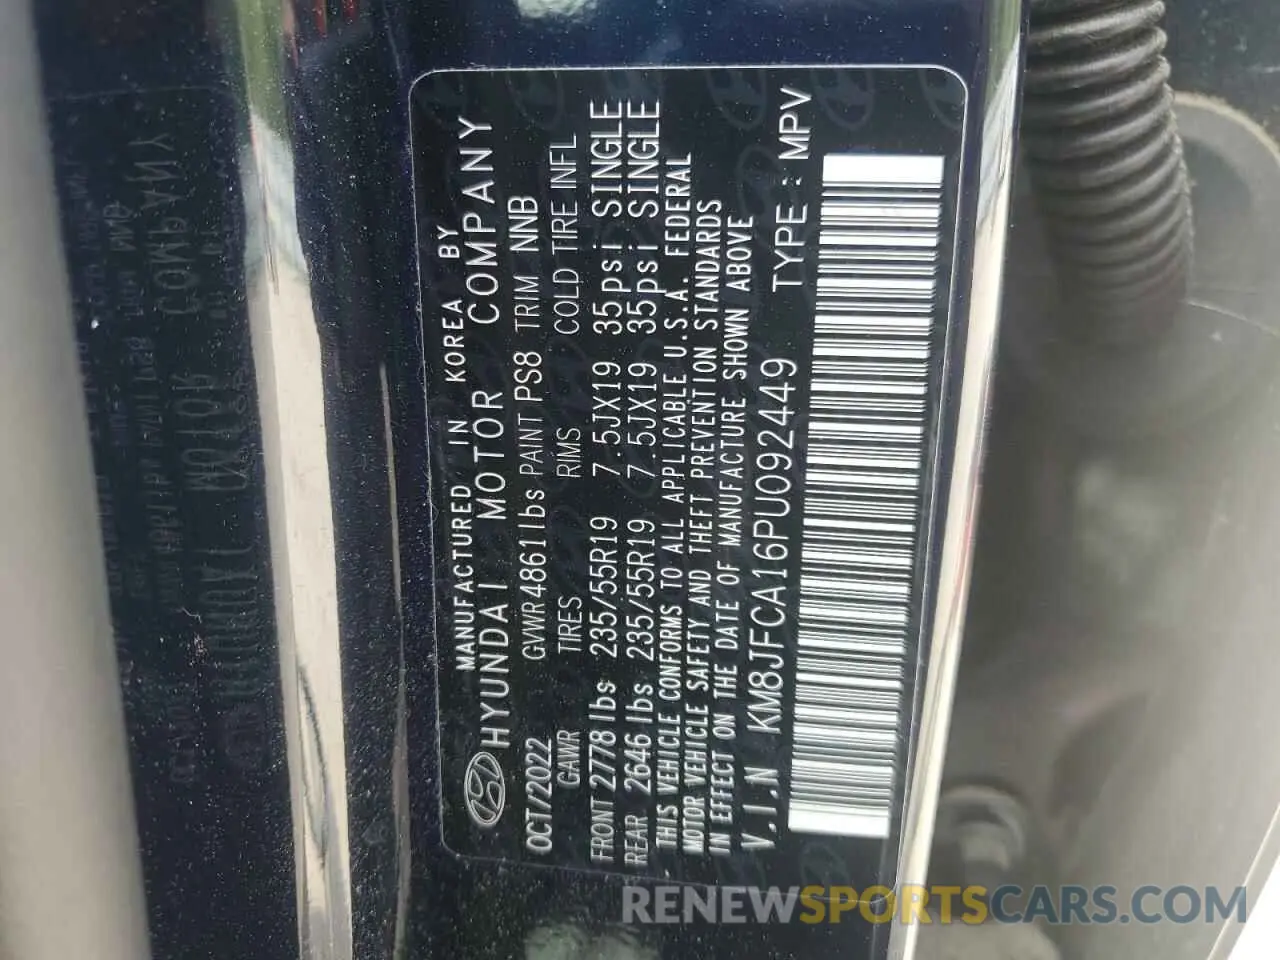 MANUFACTURED IN KOREA BY
HYUNDAI MOTOR COMPANY
OCT/2022 GVWR 4861 lbs PAINT PS8 TRIM NNB
GAWR TIRES RIMS COLD TIRE INFL
FRONT 2778 lbs 235/55R19 7.5JX19 35psi SINGLE
REAR 2646 lbs 235/55R19 7.5JX19 35psi SINGLE
THIS VEHICLE CONFORMS TO ALL APPLICABLE U.S.A. FEDERAL
MOTOR VEHICLE SAFETY AND THEFT PREVENTION STANDARDS
IN EFFECT ON THE DATE OF MANUFACTURE SHOWN ABOVE
V.I.N KM8JFCA16PU092449 TYPE : MPV
RENEWSPORTSCARS.COM